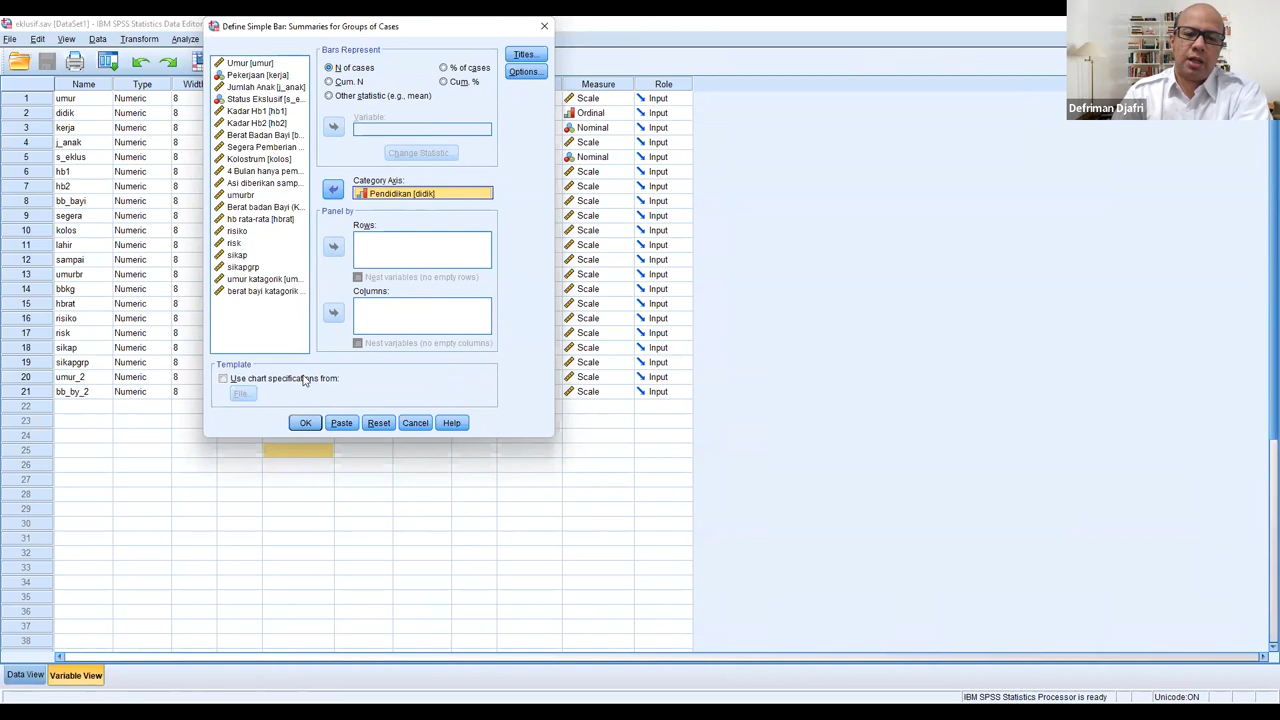 eklusif.sav [DataSet1] - IBM SPSS Statistics Data Editor
File Edit View Data Transform Analyze
Define Simple Bar: Summaries for Groups of Cases
Umur [umur]
Pekerjaan [kerja]
Jumlah Anak [j_anak]
Status Ekslusif [s_e...
Kadar Hb1 [hb1]
Kadar Hb2 [hb2]
Berat Badan Bayi [b...
Segera Pemberian ...
Kolostrum [kolos]
4 Bulan hanya pem...
Asi diberikan samp...
umurbr
Berat badan Bayi (K...
hb rata-rata [hbrat]
risiko
risk
sikap
sikapgrp
umur katagorik [um...
berat bayi katagorik ...
Bars Represent
N of cases % of cases
Cum. N Cum. %
Other statistic (e.g., mean)
Variable:
Change Statistic...
Category Axis:
Pendidikan [didik]
Panel by
Rows:
Nest variables (no empty rows)
Columns:
Nest variables (no empty columns)
Titles...
Options...
Template
Use chart specifications from:
File...
OK Paste Reset Cancel Help
Name Type Width Measure Role
1 umur Numeric 8 Scale Input
2 didik Numeric 8 Ordinal Input
3 kerja Numeric 8 Nominal Input
4 j_anak Numeric 8 Scale Input
5 s_eklus Numeric 8 Nominal Input
6 hb1 Numeric 8 Scale Input
7 hb2 Numeric 8 Scale Input
8 bb_bayi Numeric 8 Scale Input
9 segera Numeric 8 Scale Input
10 kolos Numeric 8 Scale Input
11 lahir Numeric 8 Scale Input
12 sampai Numeric 8 Scale Input
13 umurbr Numeric 8 Scale Input
14 bbkg Numeric 8 Scale Input
15 hbrat Numeric 8 Scale Input
16 risiko Numeric 8 Scale Input
17 risk Numeric 8 Scale Input
18 sikap Numeric 8 Scale Input
19 sikapgrp Numeric 8 Scale Input
20 umur_2 Numeric 8 Scale Input
21 bb_by_2 Numeric 8 Scale Input
22
23
24
25
26
27
28
29
30
31
32
33
34
35
36
37
38
Data View Variable View
IBM SPSS Statistics Processor is ready Unicode:ON
Defriman Djafri